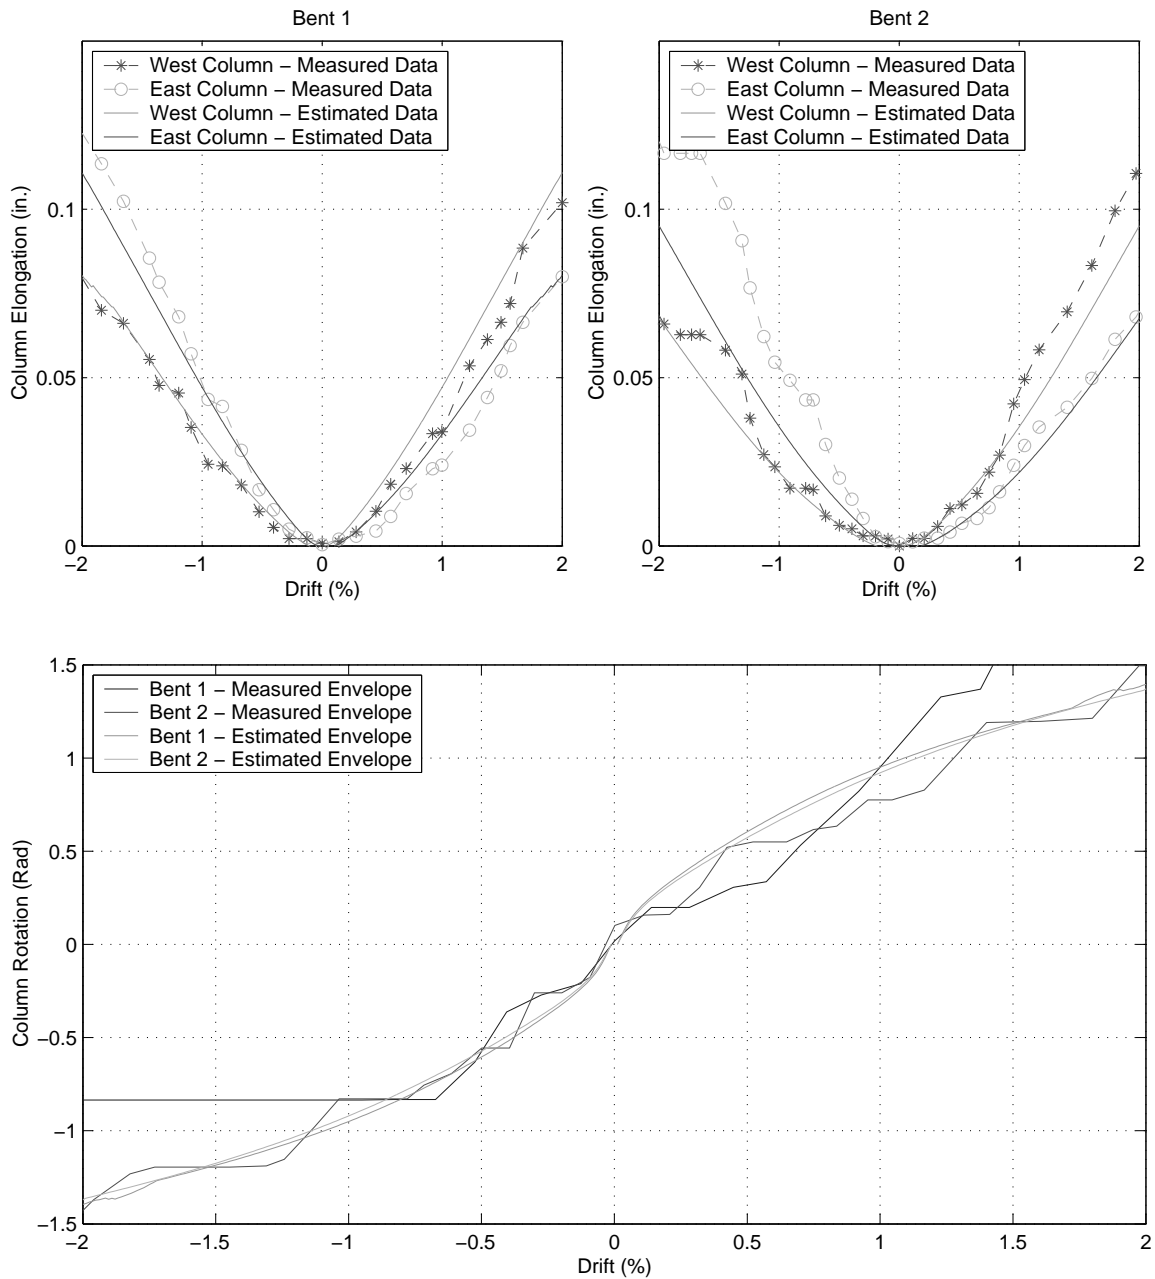 Bent 1
West Column – Measured Data
East Column – Measured Data
West Column – Estimated Data
East Column – Estimated Data
Column Elongation (in.)
0.1
0.05
0
−2
−1
0
1
2
Drift (%)
Bent 2
West Column – Measured Data
East Column – Measured Data
West Column – Estimated Data
East Column – Estimated Data
Column Elongation (in.)
0.1
0.05
0
−2
−1
0
1
2
Drift (%)
Bent 1 – Measured Envelope
Bent 2 – Measured Envelope
Bent 1 – Estimated Envelope
Bent 2 – Estimated Envelope
Column Rotation (Rad)
1.5
1
0.5
0
−0.5
−1
−1.5
−2
−1.5
−1
−0.5
0
0.5
1
1.5
2
Drift (%)